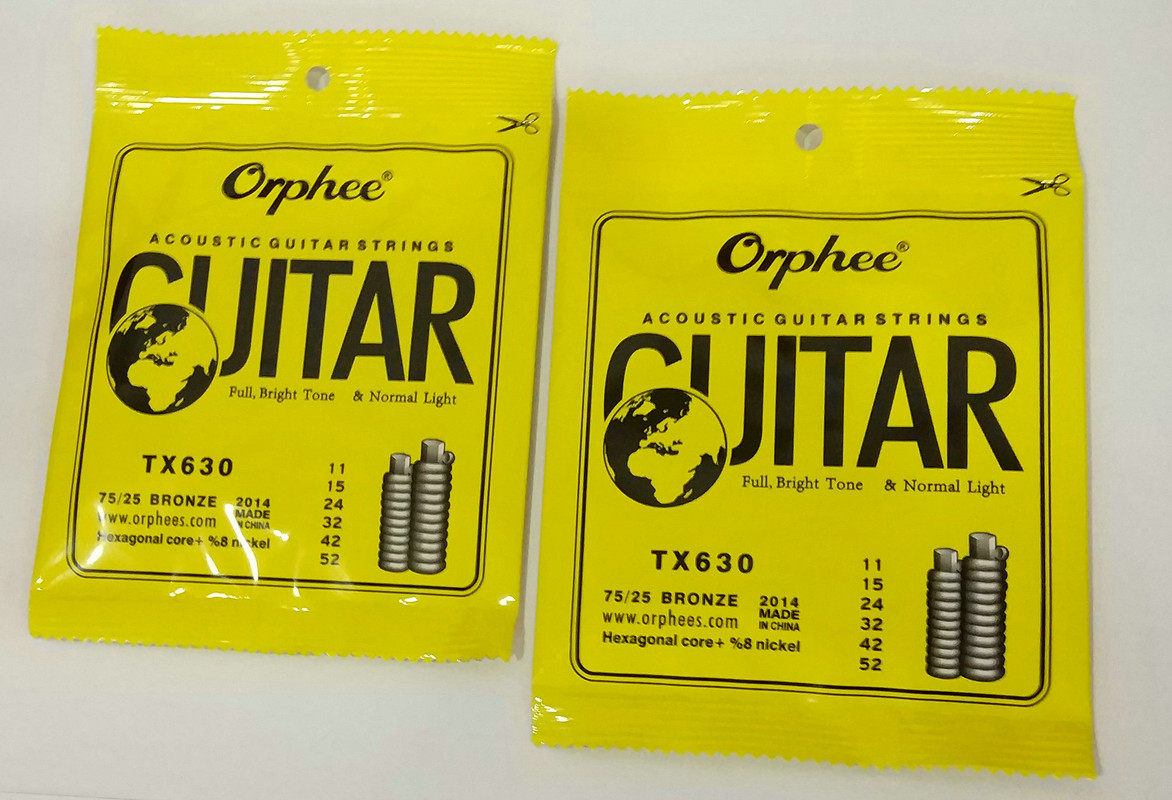 Orphee®
ACOUSTIC GUITAR STRINGS
GUITAR
Full, Bright Tone & Normal Light
TX630
11
15
75/25 BRONZE 2014 24
www.orphees.com MADE IN CHINA 32
Hexagonal core+ %8 nickel 42
52
Orphee®
ACOUSTIC GUITAR STRINGS
GUITAR
Full, Bright Tone & Normal Light
TX630
11
15
75/25 BRONZE 2014 24
www.orphees.com MADE IN CHINA 32
Hexagonal core+ %8 nickel 42
52